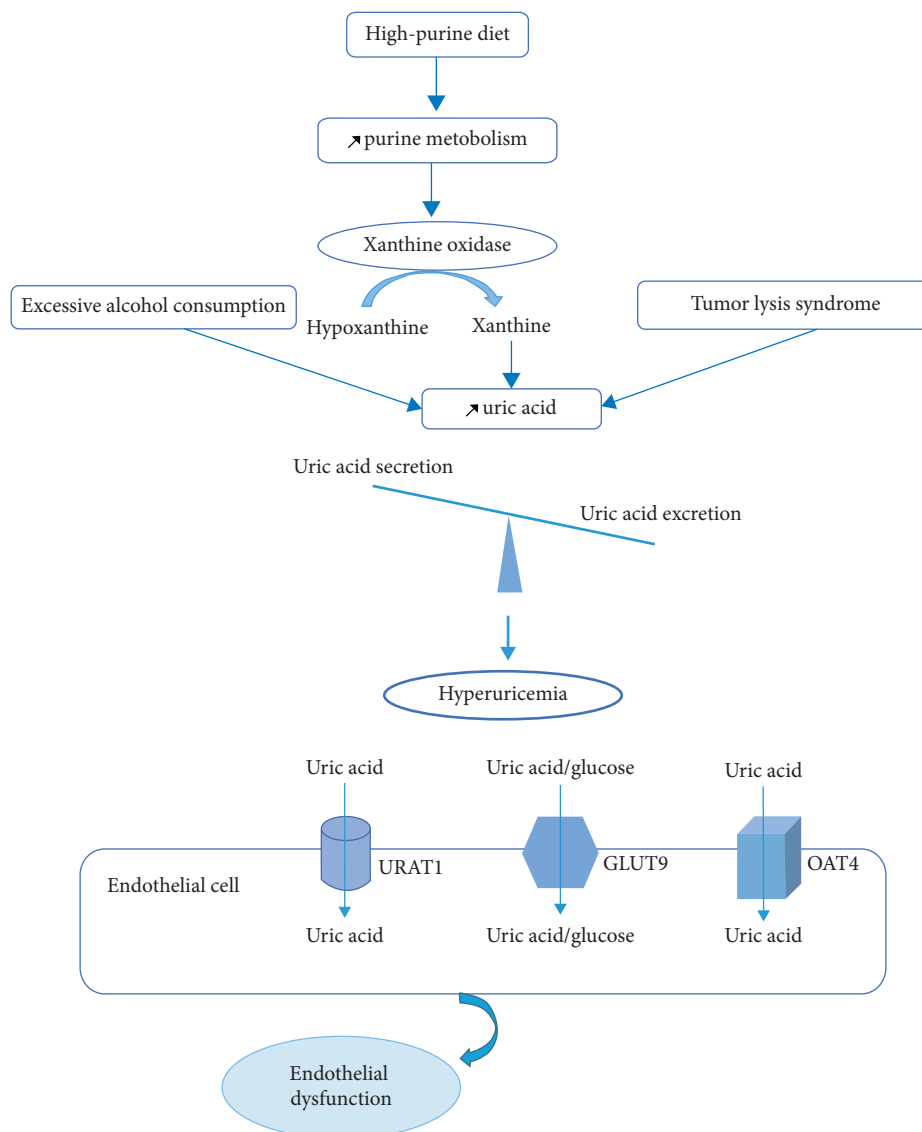 High-purine diet
↗ purine metobolism
Xanthine oxidase
Excessive alcohol consumption
Tumor lysis syndrome
Hypoxanthine
Xanthine
↗ uric acid
Uric acid secretion
Uric acid excretion
Hyperuricemia
Uric acid
Uric acid/glucose
Uric acid
URAT1
GLUT9
OAT4
Endothelial cell
Uric acid
Uric acid/glucose
Uric acid
Endothelial
dysfunction